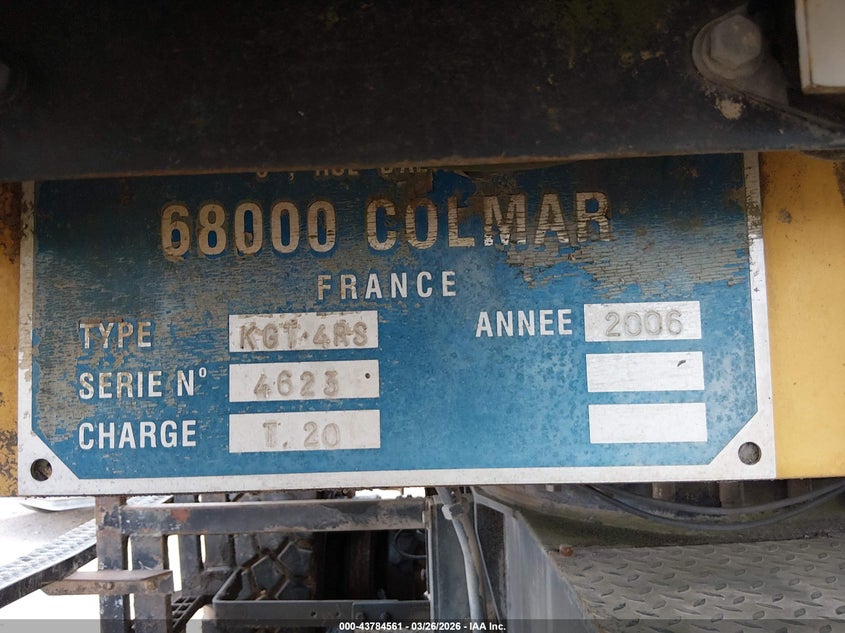 68000 COLMAR
FRANCE
TYPE KGT·4RS ANNEE 2006
SERIE Nº 4623
CHARGE T. 20
000-43784561 | 03/26/2026 - IAA Inc.